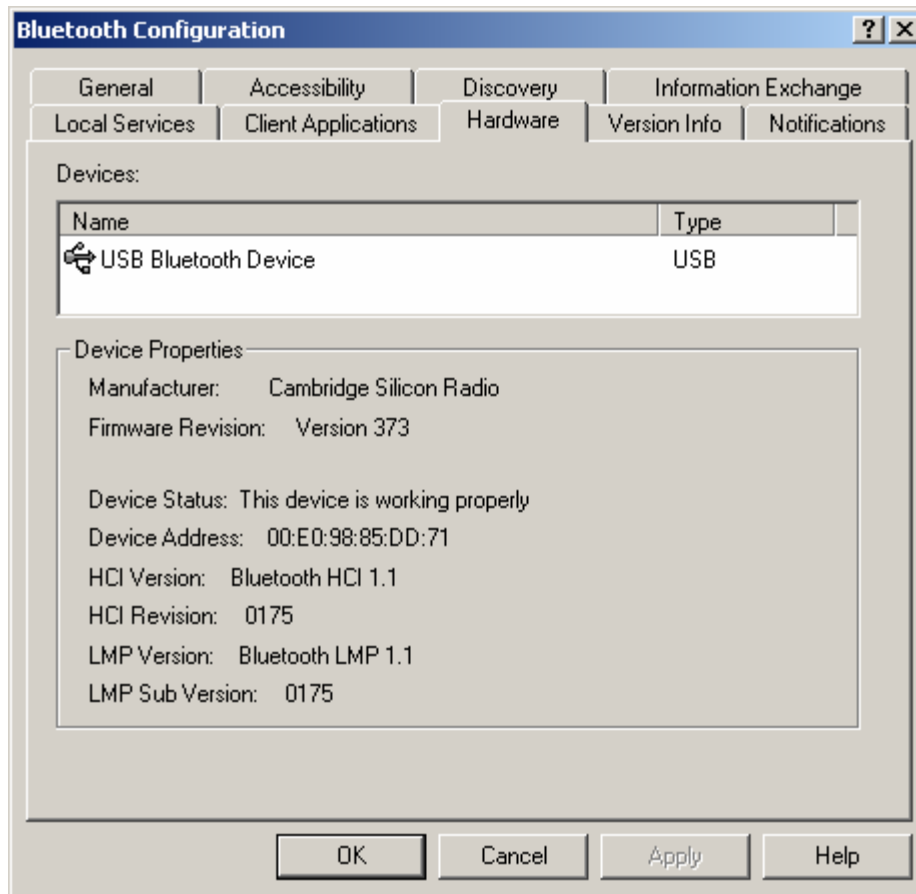 Bluetooth Configuration
General Accessibility Discovery Information Exchange
Local Services Client Applications Hardware Version Info Notifications
Devices:
Name Type
USB Bluetooth Device USB
Device Properties
Manufacturer: Cambridge Silicon Radio
Firmware Revision: Version 373
Device Status: This device is working properly
Device Address: 00:E0:98:85:DD:71
HCI Version: Bluetooth HCI 1.1
HCI Revision: 0175
LMP Version: Bluetooth LMP 1.1
LMP Sub Version: 0175
OK Cancel Apply Help